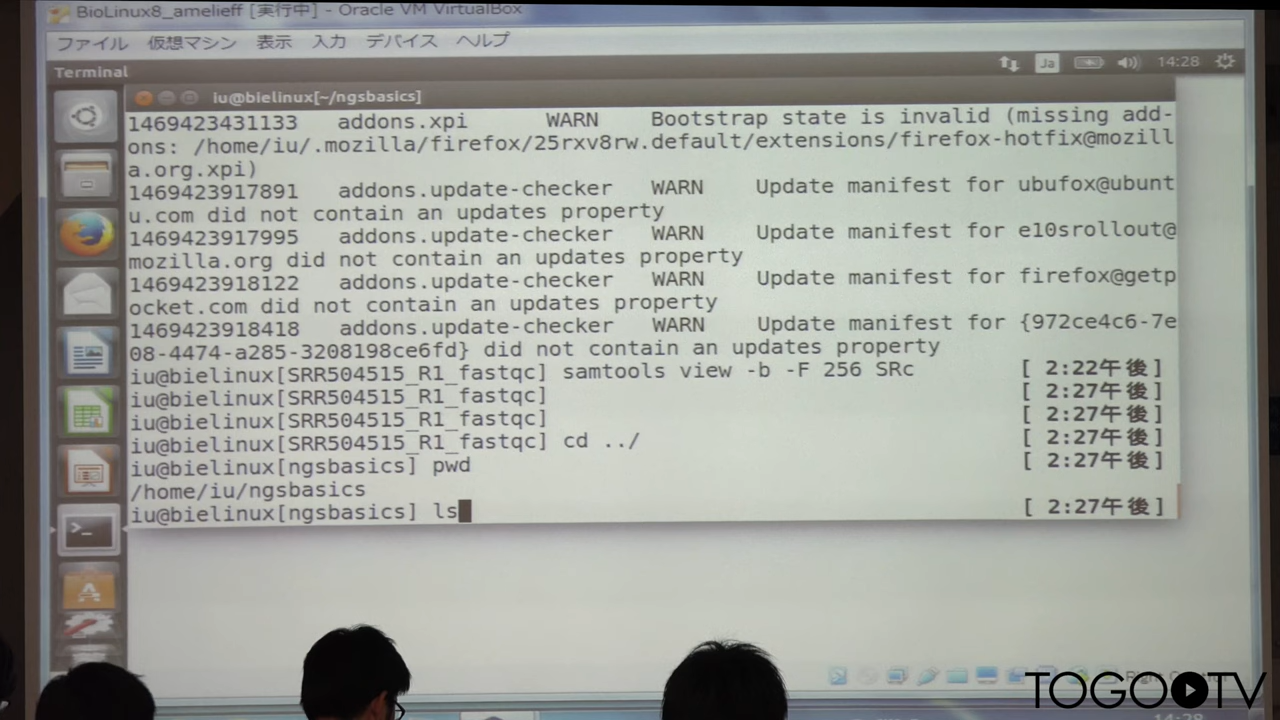 BioLinux8_amelieff [実行中] - Oracle VM VirtualBox
ファイル 仮想マシン 表示 入力 デバイス ヘルプ
Terminal
Ja
14:28
iu@bielinux[~/ngsbasics]
1469423431133 addons.xpi WARN Bootstrap state is invalid (missing add-
ons: /home/iu/.mozilla/firefox/25rxv8rw.default/extensions/firefox-hotfix@mozill
a.org.xpi)
1469423917891 addons.update-checker WARN Update manifest for ubufox@ubunt
u.com did not contain an updates property
1469423917995 addons.update-checker WARN Update manifest for e10srollout@
mozilla.org did not contain an updates property
1469423918122 addons.update-checker WARN Update manifest for firefox@getp
ocket.com did not contain an updates property
1469423918418 addons.update-checker WARN Update manifest for {972ce4c6-7e
08-4474-a285-3208198ce6fd} did not contain an updates property
iu@bielinux[SRR504515_R1_fastqc] samtools view -b -F 256 SRc [ 2:22午後]
iu@bielinux[SRR504515_R1_fastqc] [ 2:27午後]
iu@bielinux[SRR504515_R1_fastqc] [ 2:27午後]
iu@bielinux[SRR504515_R1_fastqc] cd ../ [ 2:27午後]
iu@bielinux[ngsbasics] pwd [ 2:27午後]
/home/iu/ngsbasics
iu@bielinux[ngsbasics] ls [ 2:27午後]
TOGOTV